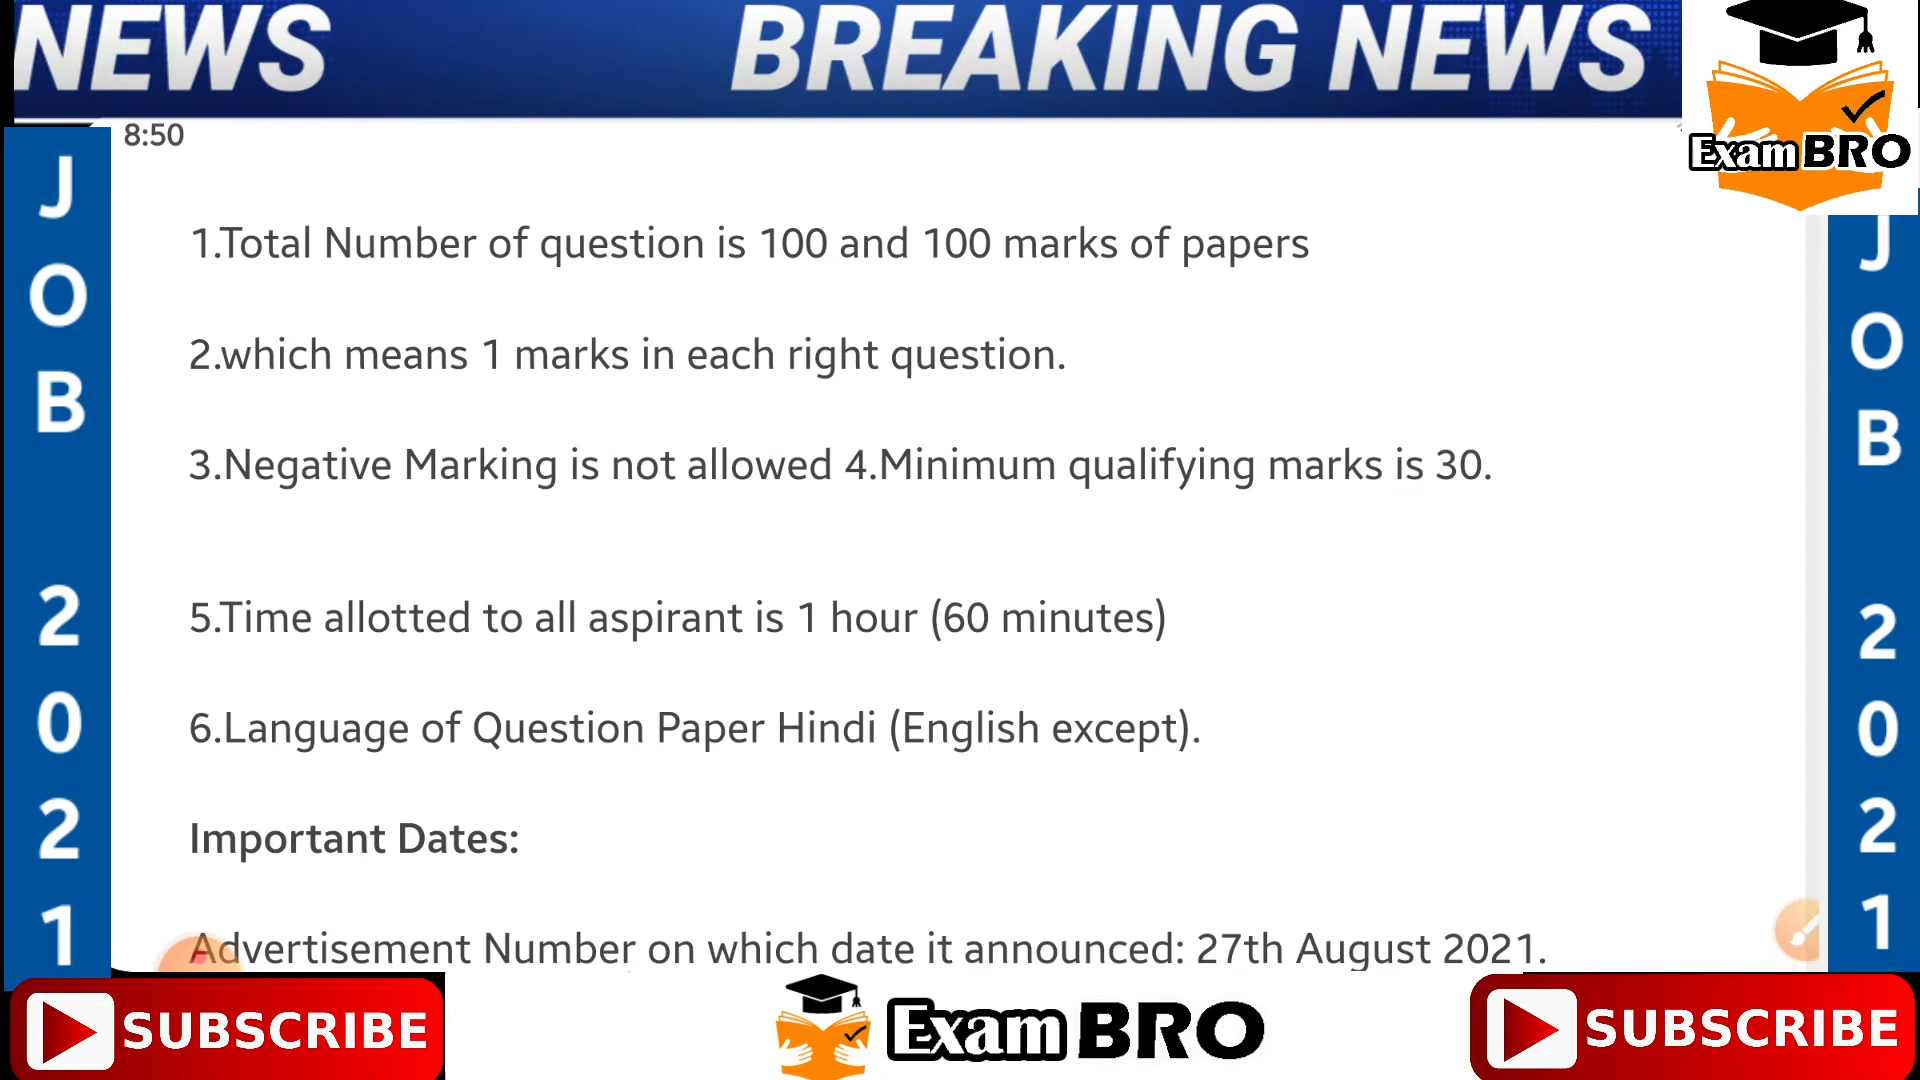 NEWS BREAKING NEWS
Exam BRO
8:50
JOB 2021
1.Total Number of question is 100 and 100 marks of papers
2.which means 1 marks in each right question.
3.Negative Marking is not allowed 4.Minimum qualifying marks is 30.
5.Time allotted to all aspirant is 1 hour (60 minutes)
6.Language of Question Paper Hindi (English except).
Important Dates:
Advertisement Number on which date it announced: 27th August 2021.
JOB 2021
SUBSCRIBE
Exam BRO
SUBSCRIBE